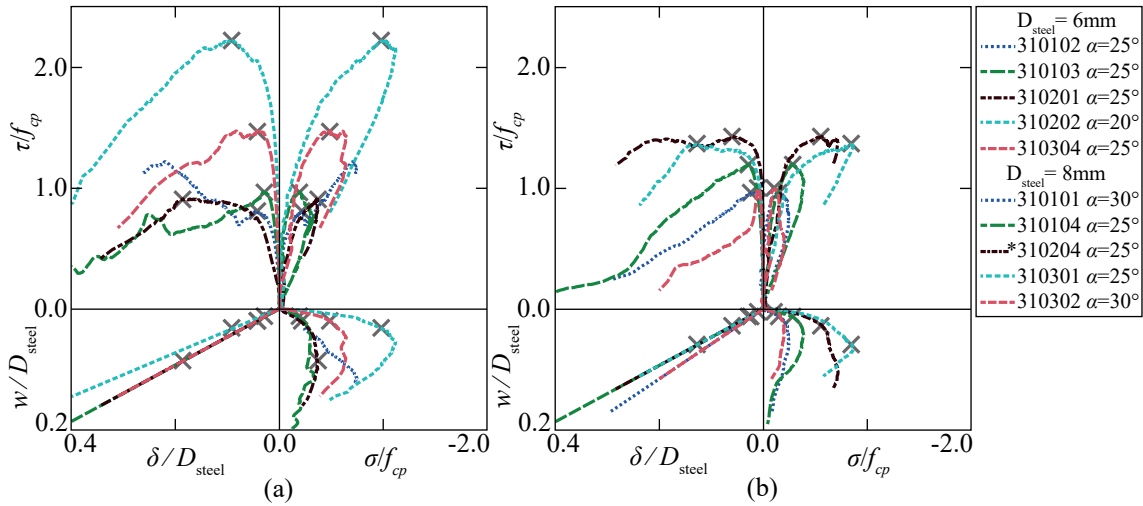 τ/f_cp
2.0
1.0
0.0
w/D_steel
0.2
0.4
0.0
-2.0
δ/D_steel
σ/f_cp
(a)
τ/f_cp
2.0
1.0
0.0
w/D_steel
0.2
0.4
0.0
-2.0
δ/D_steel
σ/f_cp
(b)
D_steel= 6mm
310102 α=25°
310103 α=25°
310201 α=25°
310202 α=20°
310304 α=25°
D_steel= 8mm
310101 α=30°
310104 α=25°
*310204 α=25°
310301 α=25°
310302 α=30°